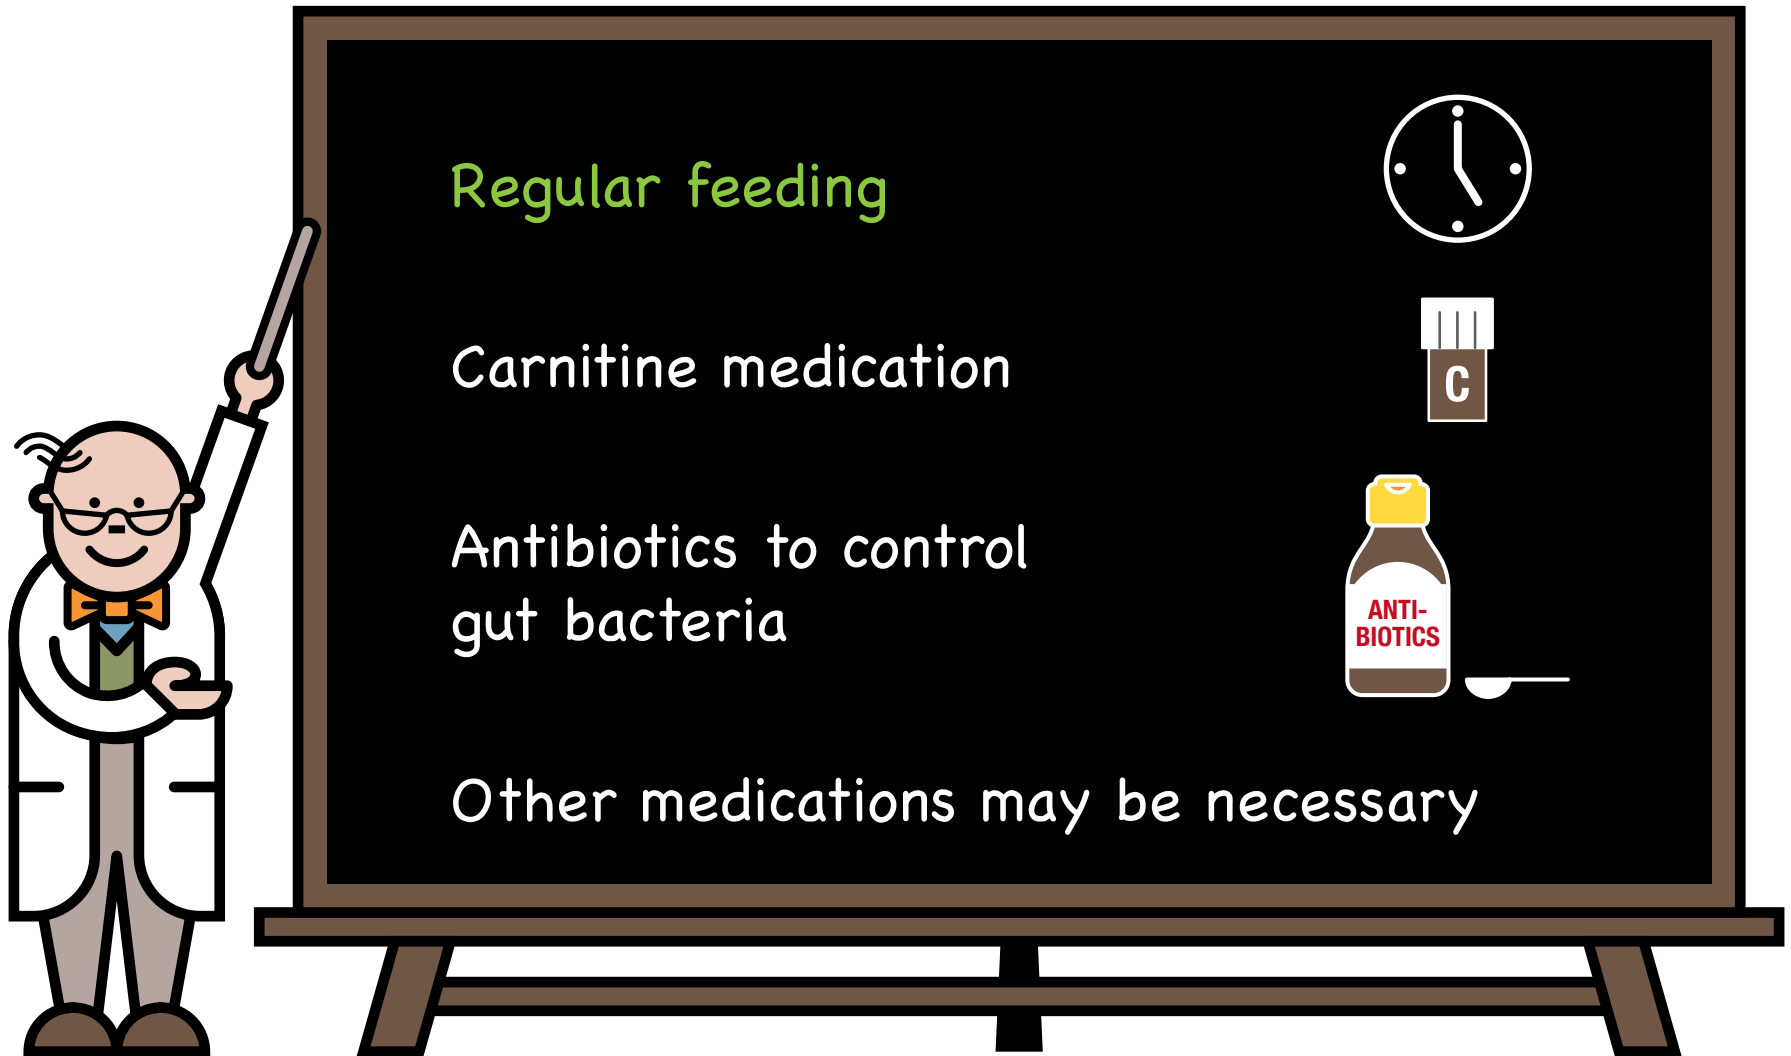 Regular feeding
Carnitine medication
C
Antibiotics to control
gut bacteria
ANTI-
BIOTICS
Other medications may be necessary